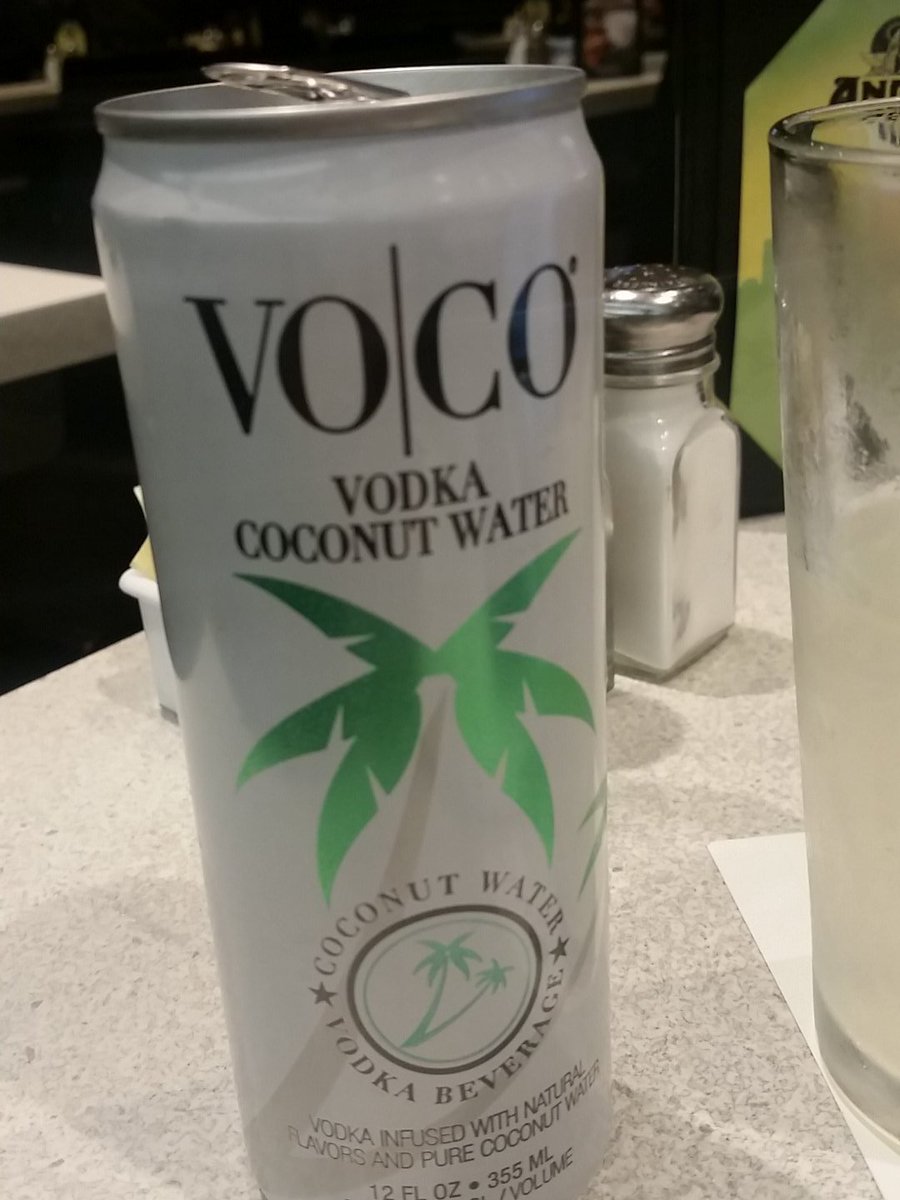 VO|CO
VODKA
COCONUT WATER
COCONUT WATER
VODKA BEVERAGE
VODKA INFUSED WITH NATURAL
FLAVORS AND PURE COCONUT WATER
12 FL OZ • 355 ML
/VOLUME